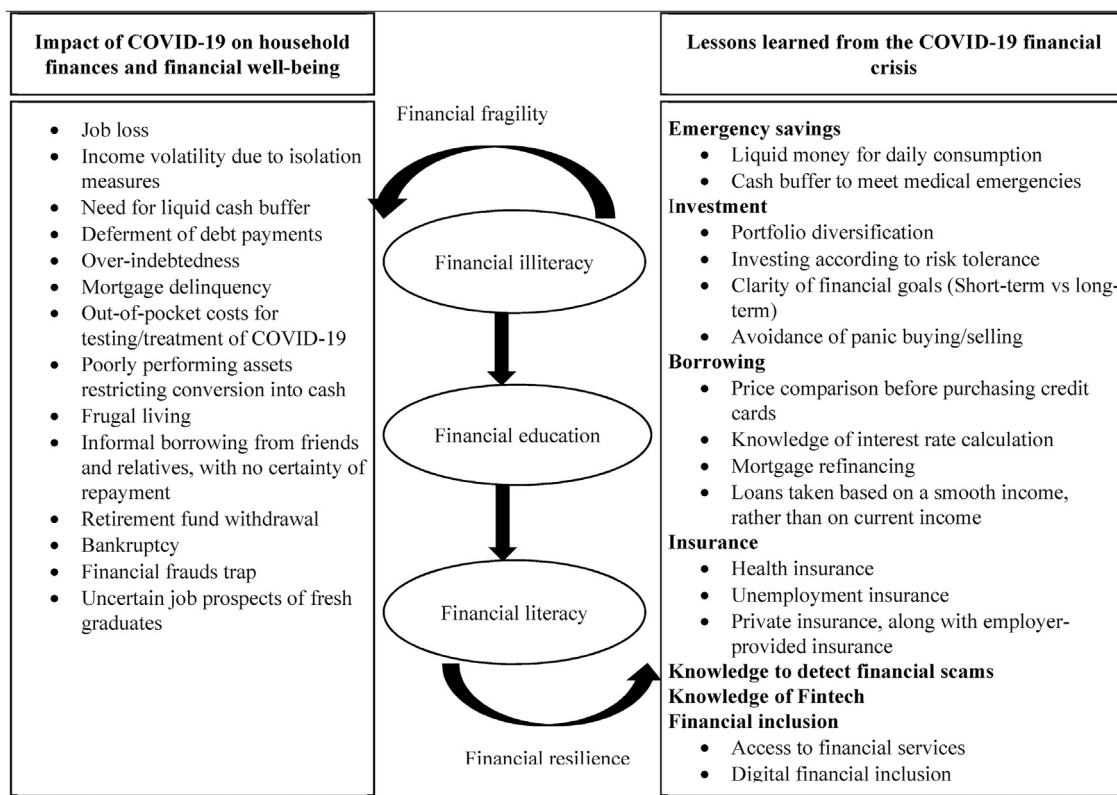 Impact of COVID-19 on household
finances and financial well-being
• Job loss
• Income volatility due to isolation
measures
• Need for liquid cash buffer
• Deferment of debt payments
• Over-indebtedness
• Mortgage delinquency
• Out-of-pocket costs for
testing/treatment of COVID-19
• Poorly performing assets
restricting conversion into cash
• Frugal living
• Informal borrowing from friends
and relatives, with no certainty of
repayment
• Retirement fund withdrawal
• Bankruptcy
• Financial frauds trap
• Uncertain job prospects of fresh
graduates
Financial fragility
Financial illiteracy
Financial education
Financial literacy
Financial resilience
Lessons learned from the COVID-19 financial
crisis
Emergency savings
• Liquid money for daily consumption
• Cash buffer to meet medical emergencies
Investment
• Portfolio diversification
• Investing according to risk tolerance
• Clarity of financial goals (Short-term vs long-
term)
• Avoidance of panic buying/selling
Borrowing
• Price comparison before purchasing credit
cards
• Knowledge of interest rate calculation
• Mortgage refinancing
• Loans taken based on a smooth income,
rather than on current income
Insurance
• Health insurance
• Unemployment insurance
• Private insurance, along with employer-
provided insurance
Knowledge to detect financial scams
Knowledge of Fintech
Financial inclusion
• Access to financial services
• Digital financial inclusion